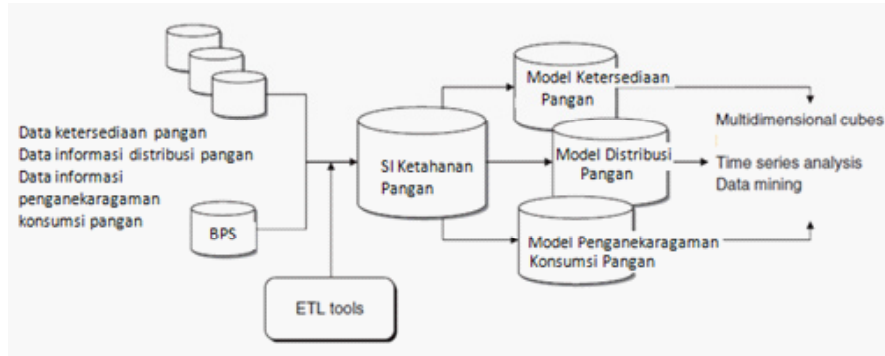 Data ketersediaan pangan
Data informasi distribusi pangan
Data informasi
penganekaragaman
konsumsi pangan
BPS
ETL tools
SI Ketahanan
Pangan
Model Ketersediaan
Pangan
Model Distribusi
Pangan
Model Penganekaragaman
Konsumsi Pangan
Multidimensional cubes
Time series analysis
Data mining